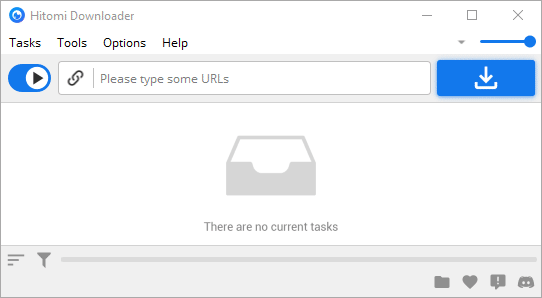 Hitomi Downloader
Tasks Tools Options Help
Please type some URLs
There are no current tasks